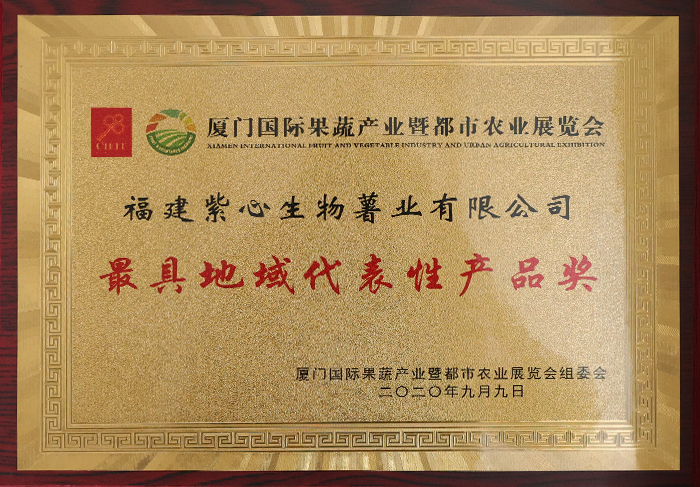 CIFIT
厦门国际果蔬产业暨都市农业展览会
XIAMEN INTERNATIONAL FRUIT AND VEGETABLE INDUSTRY AND URBAN AGRICULTURAL EXHIBITION
福建紫心生物薯业有限公司
最具地域代表性产品奖
厦门国际果蔬产业暨都市农业展览会组委会
二〇二〇年九月九日